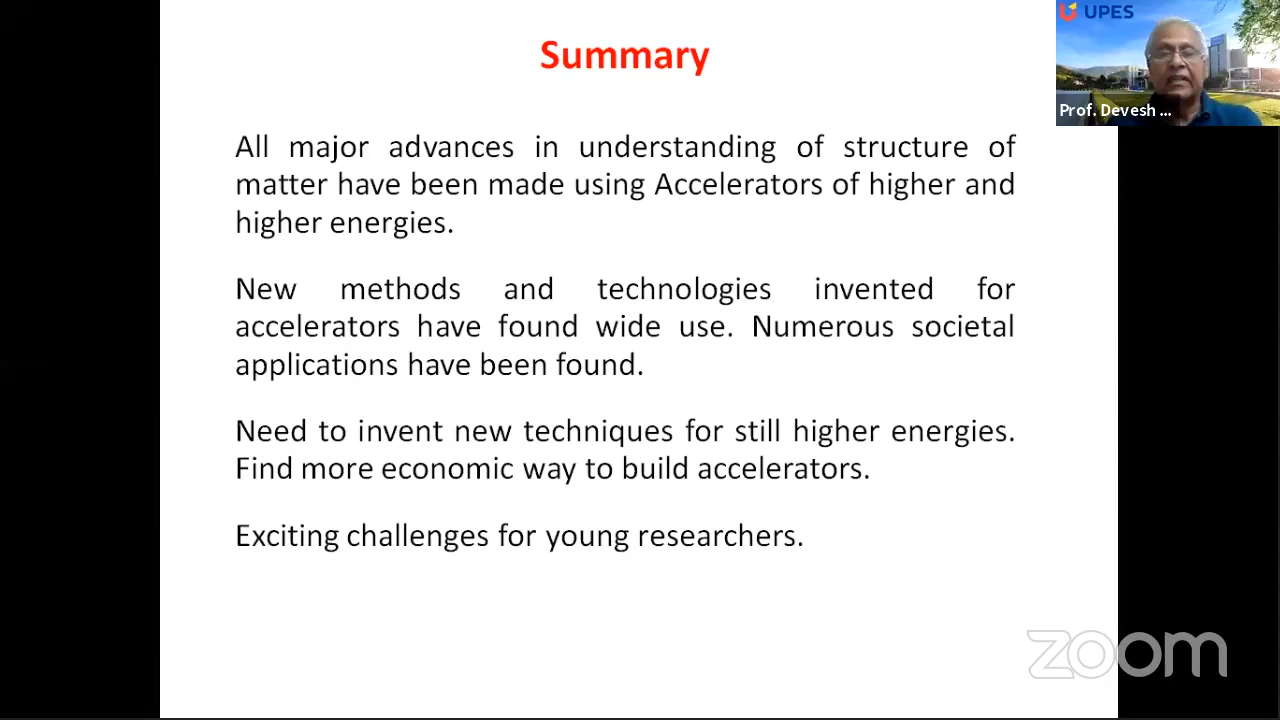 Summary
UPES
Prof. Devesh ...
All major advances in understanding of structure of
matter have been made using Accelerators of higher and
higher energies.
New methods and technologies invented for
accelerators have found wide use. Numerous societal
applications have been found.
Need to invent new techniques for still higher energies.
Find more economic way to build accelerators.
Exciting challenges for young researchers.
zoom